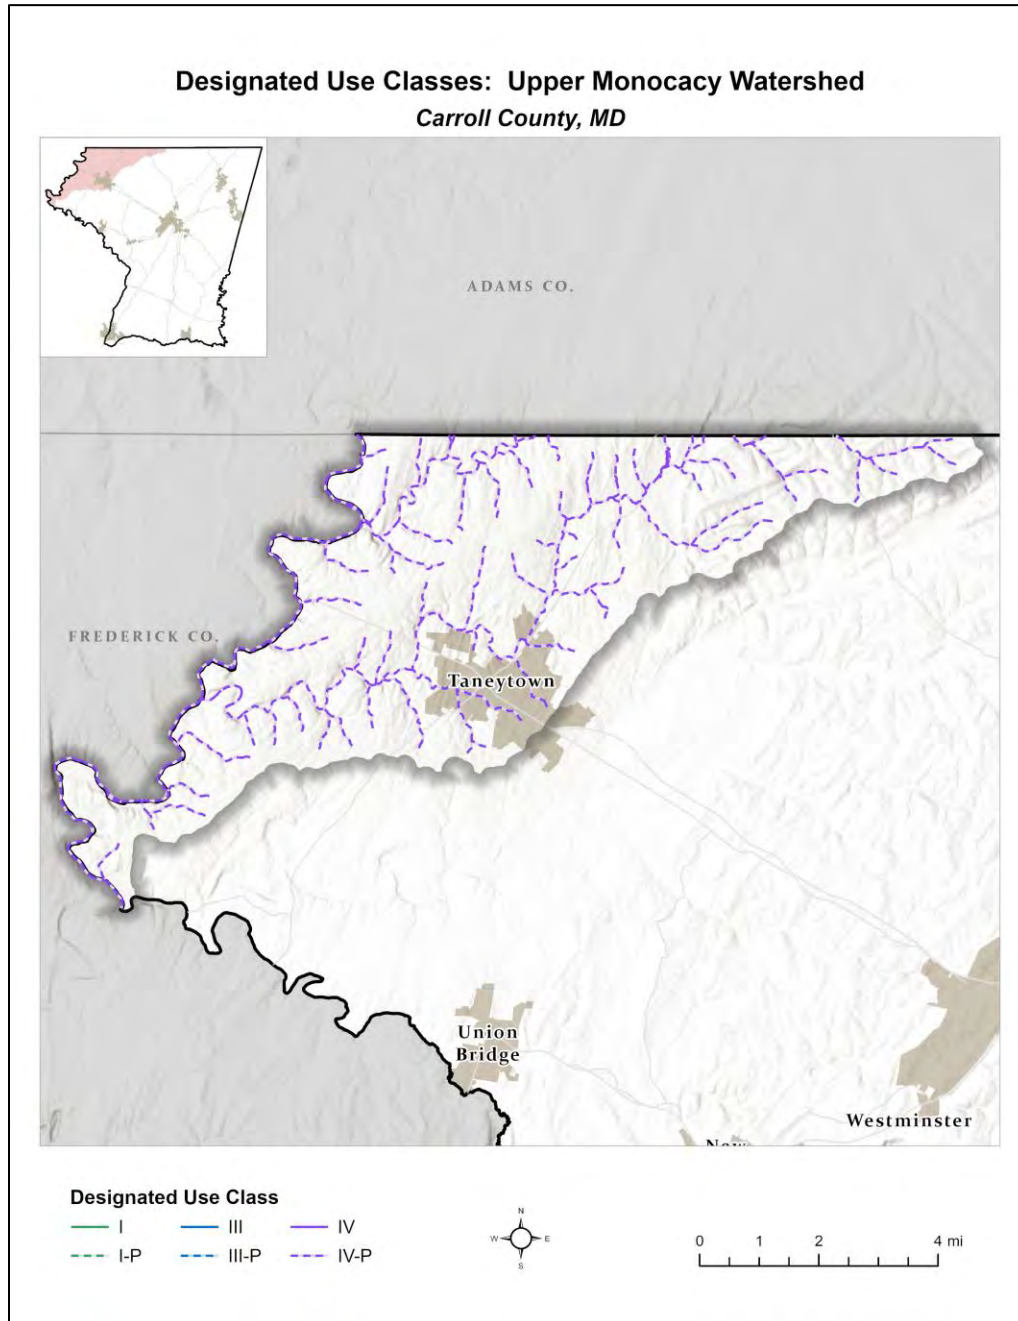 Designated Use Classes: Upper Monocacy Watershed
Carroll County, MD
ADAMS CO.
FREDERICK CO.
Taneytown
Union
Bridge
Westminster
Designated Use Class
I III IV
I-P III-P IV-P
N
W E
S
0 1 2 4 mi